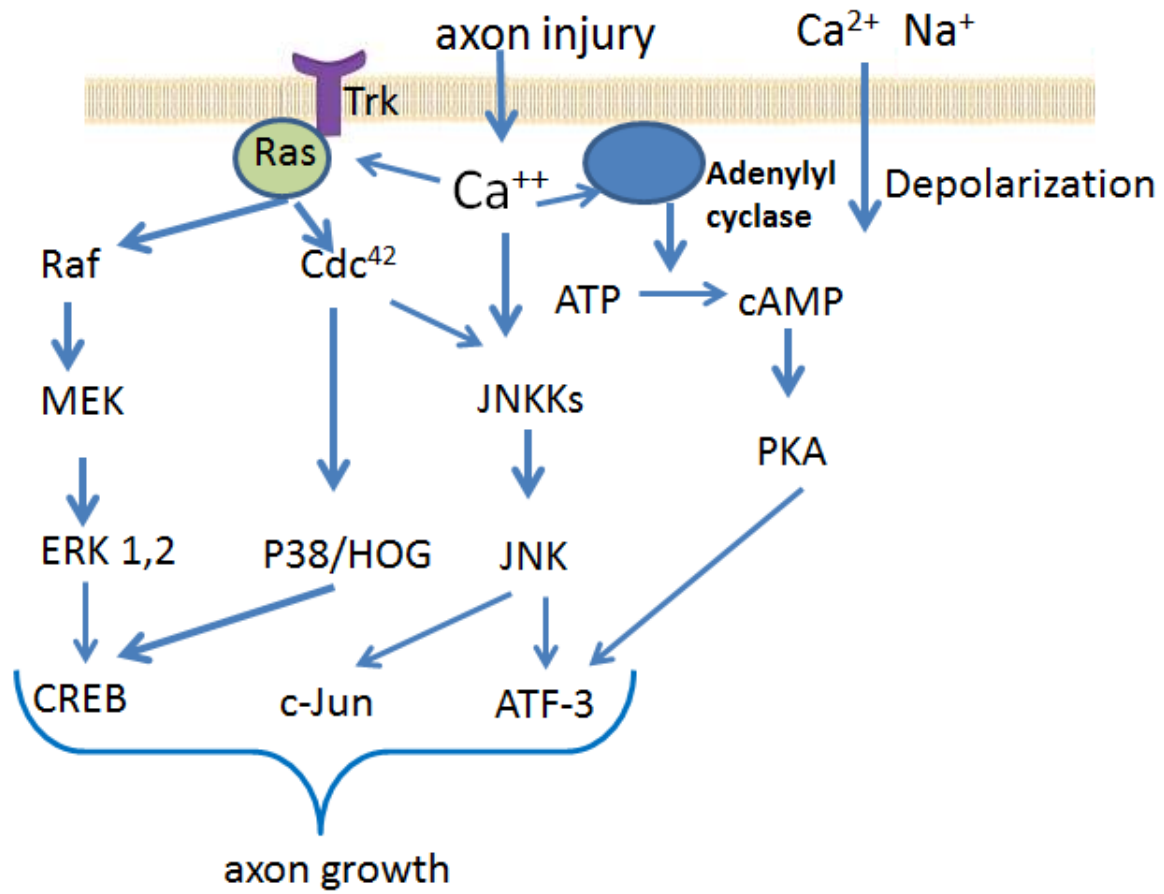 axon injury
Ca²⁺ Na⁺
Trk
Ras
Ca⁺⁺
Adenylyl
cyclase
Depolarization
Raf
Cdc⁴²
ATP
cAMP
MEK
JNKKs
PKA
ERK 1,2
P38/HOG
JNK
CREB
c-Jun
ATF-3
axon growth